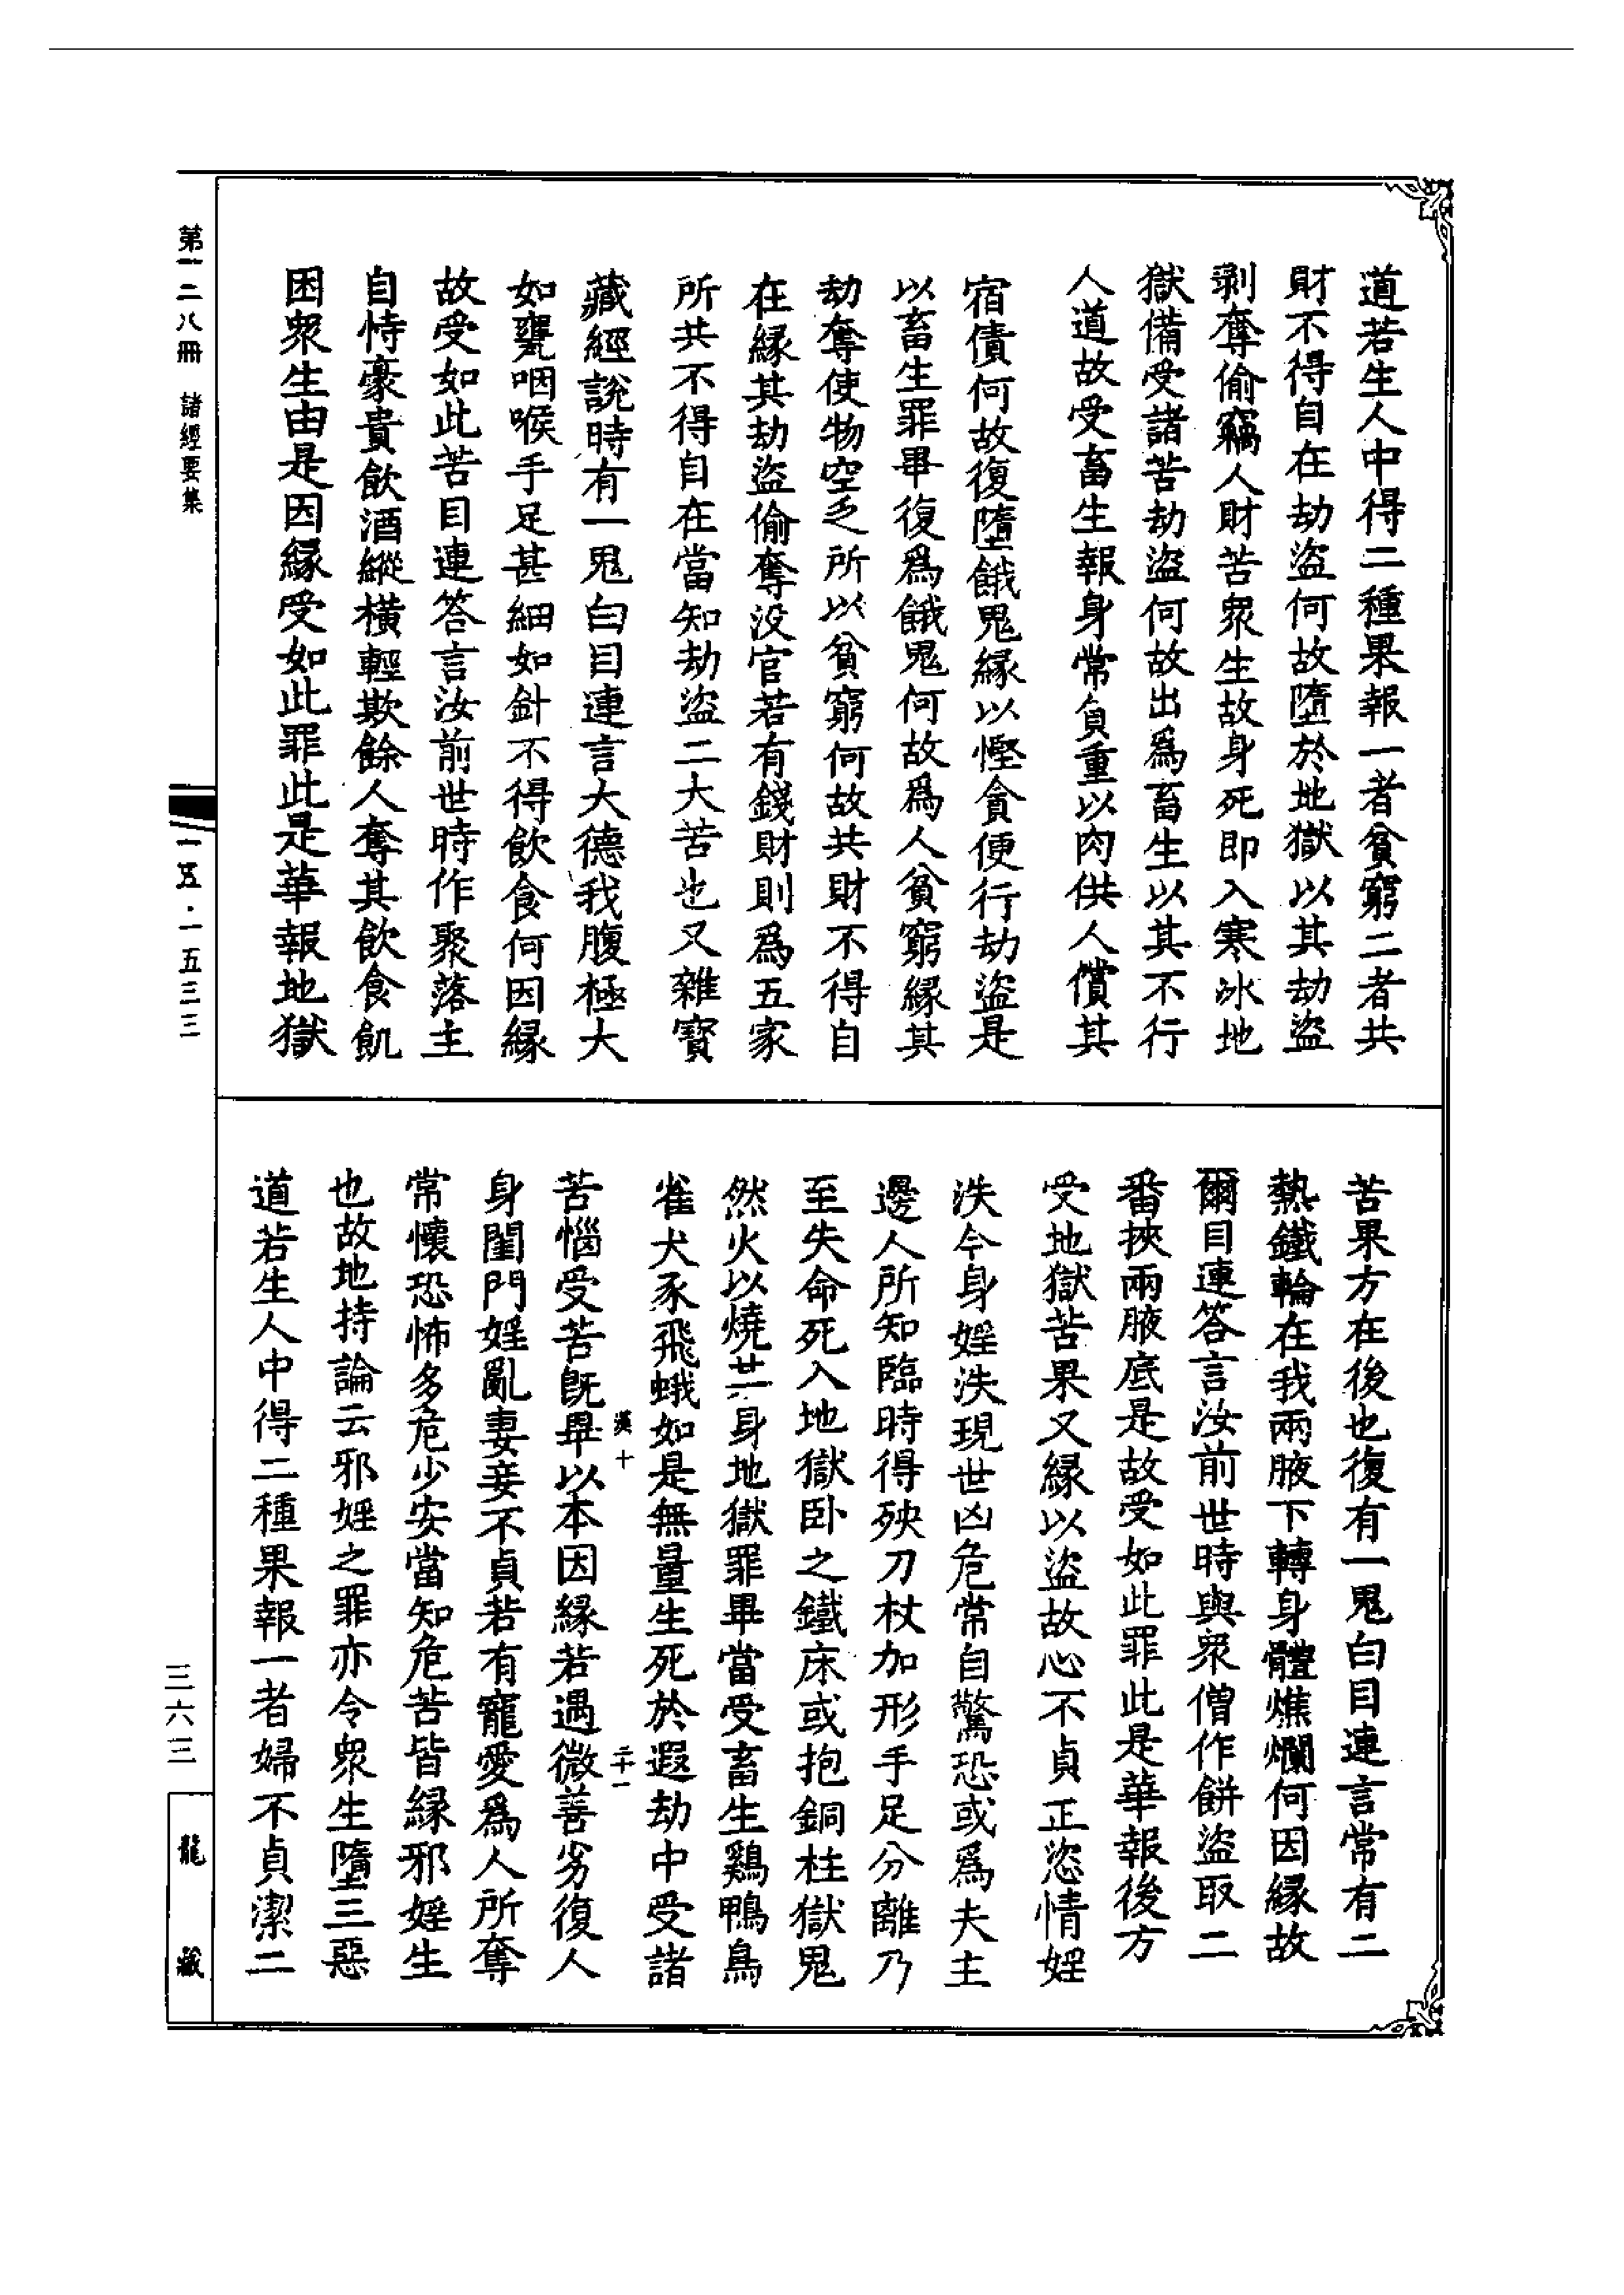 道若生人中得二種果報一者貧窮二者共
財不得自在劫盜何故墮於地獄以其劫盜
剥奪偷竊人財苦衆生故身死即入寒冰地
獄備受諸苦劫盜何故出爲畜生以其不行
人道故受畜生報身常負重以肉供人償其
宿債何故復墮餓鬼緣以慳貪便行劫盜是
以畜生罪畢復爲餓鬼何故爲人貧窮緣其
劫奪使物空乏所以貧窮何故共財不得自
在緣其劫盜偷奪没官若有錢財則爲五家
所共不得自在當知劫盜二大苦也又雜寶
藏經說時有一鬼白目連言大德我腹極大
如甕咽喉手足甚細如針不得飲食何因緣
故受如此苦目連答言汝前世時作聚落主
自恃豪貴飲酒縱橫輕欺餘人奪其飲食飢
困衆生由是因緣受如此罪此是華報地獄
苦果方在後也復有一鬼白目連言常有二
熱鐵輪在我兩腋下轉身體燋爛何因緣故
爾目連答言汝前世時與衆僧作餅盜取二
番挾兩腋底是故受如此罪此是華報後方
受地獄苦果又緣以盜故心不貞正恣情婬
泆今身婬泆現世凶危常自驚恐或爲夫主
邊人所知臨時得殃刀杖加形手足分離乃
至失命死入地獄卧之鐵床或抱銅柱獄鬼
然火以燒其身地獄罪畢當受畜生鷄鴨鳥
雀犬豕飛蛾如是無量生死於遐劫中受諸
漢十 二十一
苦惱受苦既畢以本因緣若遇微善劣復人
身閨門婬亂妻妾不貞若有寵愛爲人所奪
常懷恐怖多危少安當知危苦皆緣邪婬生
也故地持論云邪婬之罪亦令衆生墮三惡
道若生人中得二種果報一者婦不貞潔二
第一二八冊 諸經要集
一五·一五三三
三六三
龍藏